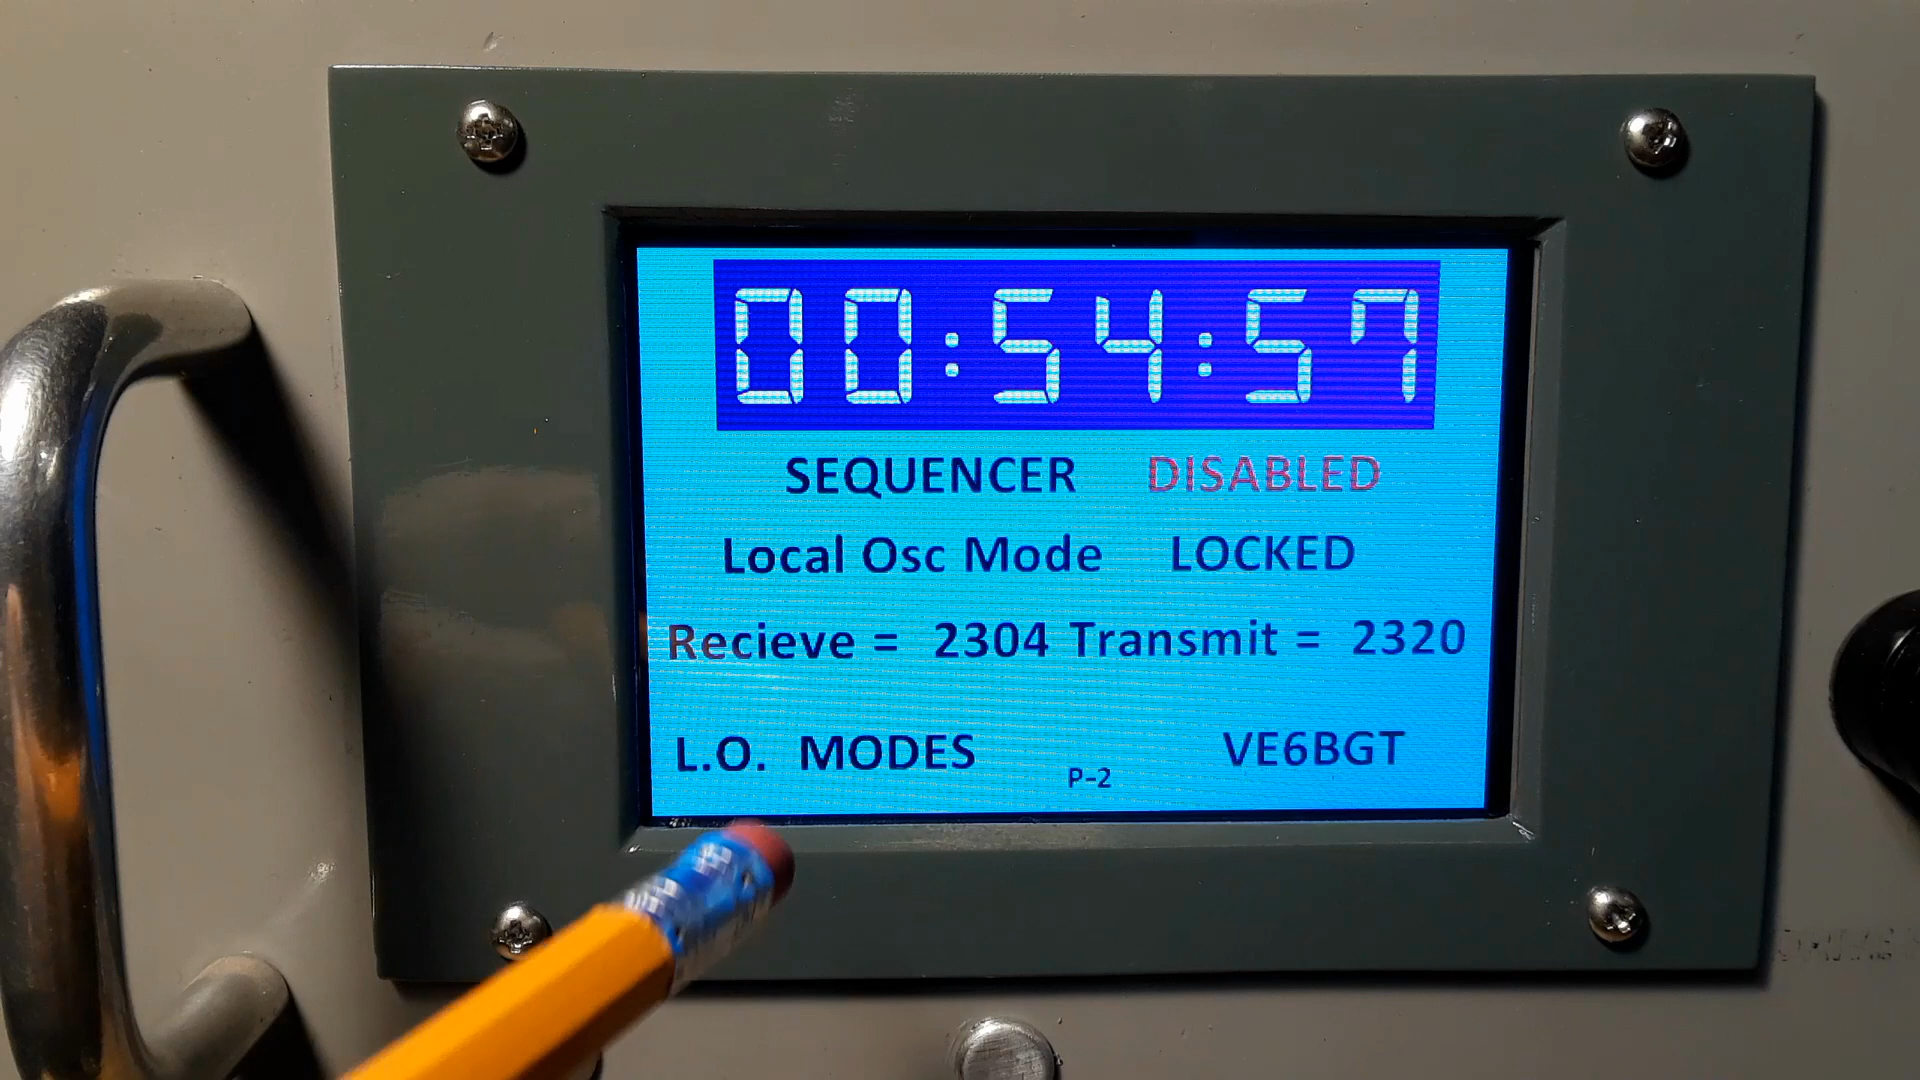 00:54:57
SEQUENCER DISABLED
Local Osc Mode LOCKED
Recieve = 2304 Transmit = 2320
L.O. MODES VE6BGT
P-2